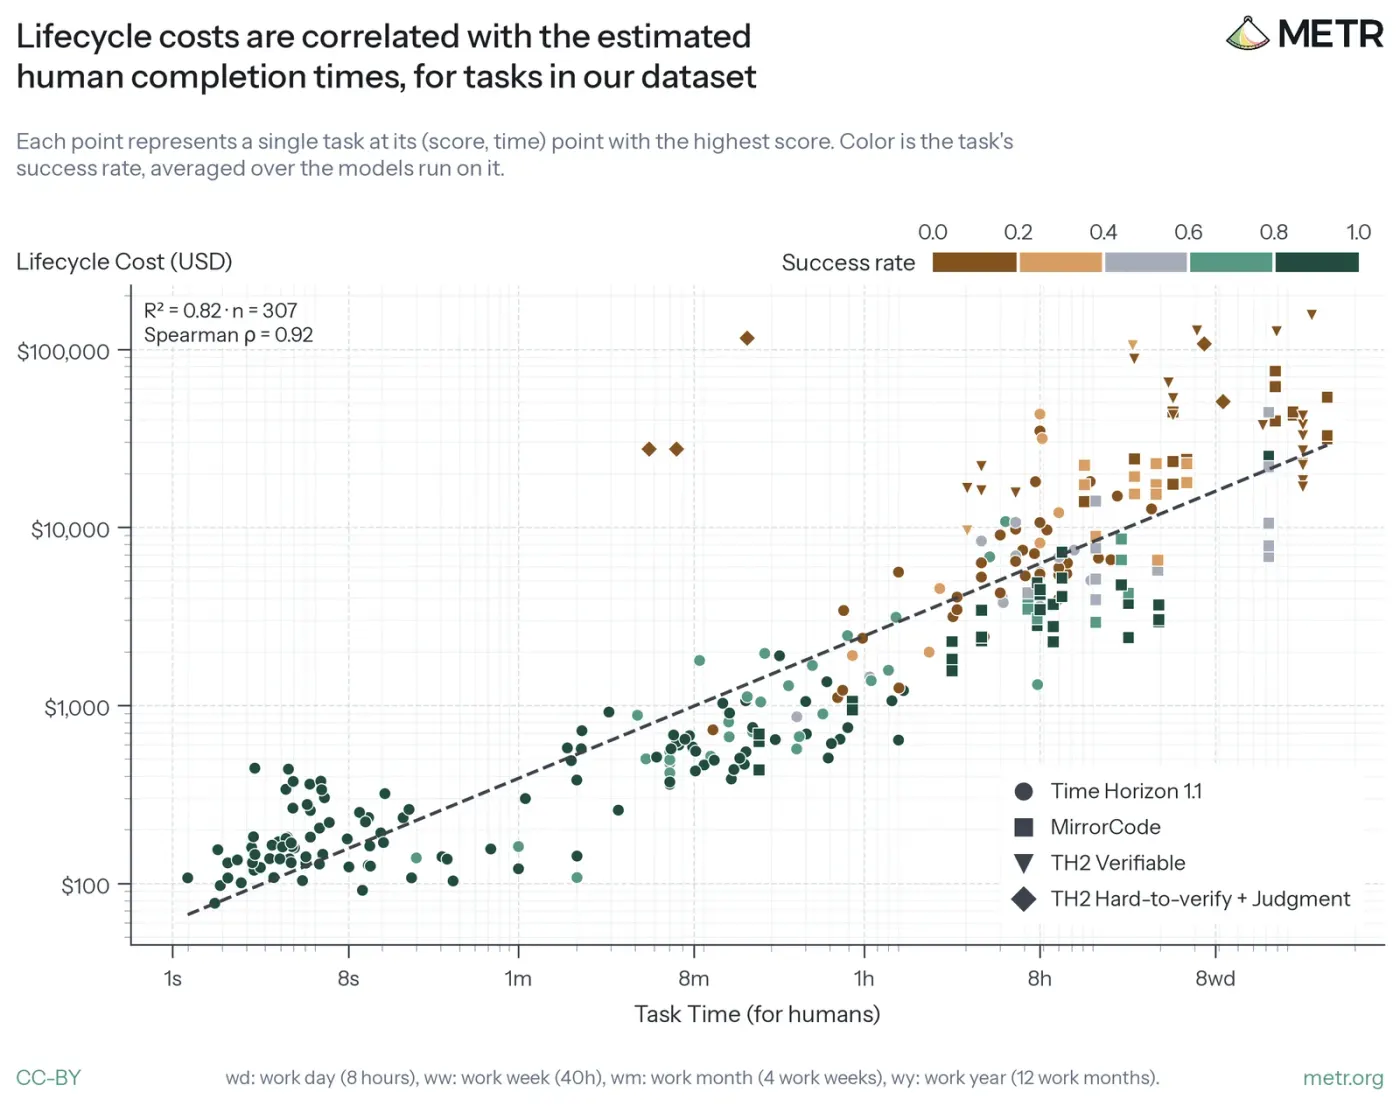 Lifecycle costs are correlated with the estimated
human completion times, for tasks in our dataset
METR
Each point represents a single task at its (score, time) point with the highest score. Color is the task's
success rate, averaged over the models run on it.
0.0 0.2 0.4 0.6 0.8 1.0
Lifecycle Cost (USD)
Success rate
R² = 0.82 · n = 307
Spearman ρ = 0.92
$100,000
$10,000
$1,000
$100
Time Horizon 1.1
MirrorCode
TH2 Verifiable
TH2 Hard-to-verify + Judgment
1s 8s 1m 8m 1h 8h 8wd
Task Time (for humans)
CC-BY
wd: work day (8 hours), ww: work week (40h), wm: work month (4 work weeks), wy: work year (12 work months).
metr.org